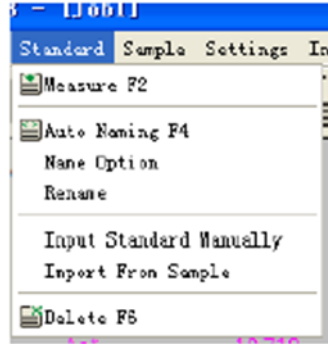 Standard Sample Settings In
Measure F2
Auto Naming F4
Name Option
Rename
Input Standard Manually
Import From Sample
Delete F6